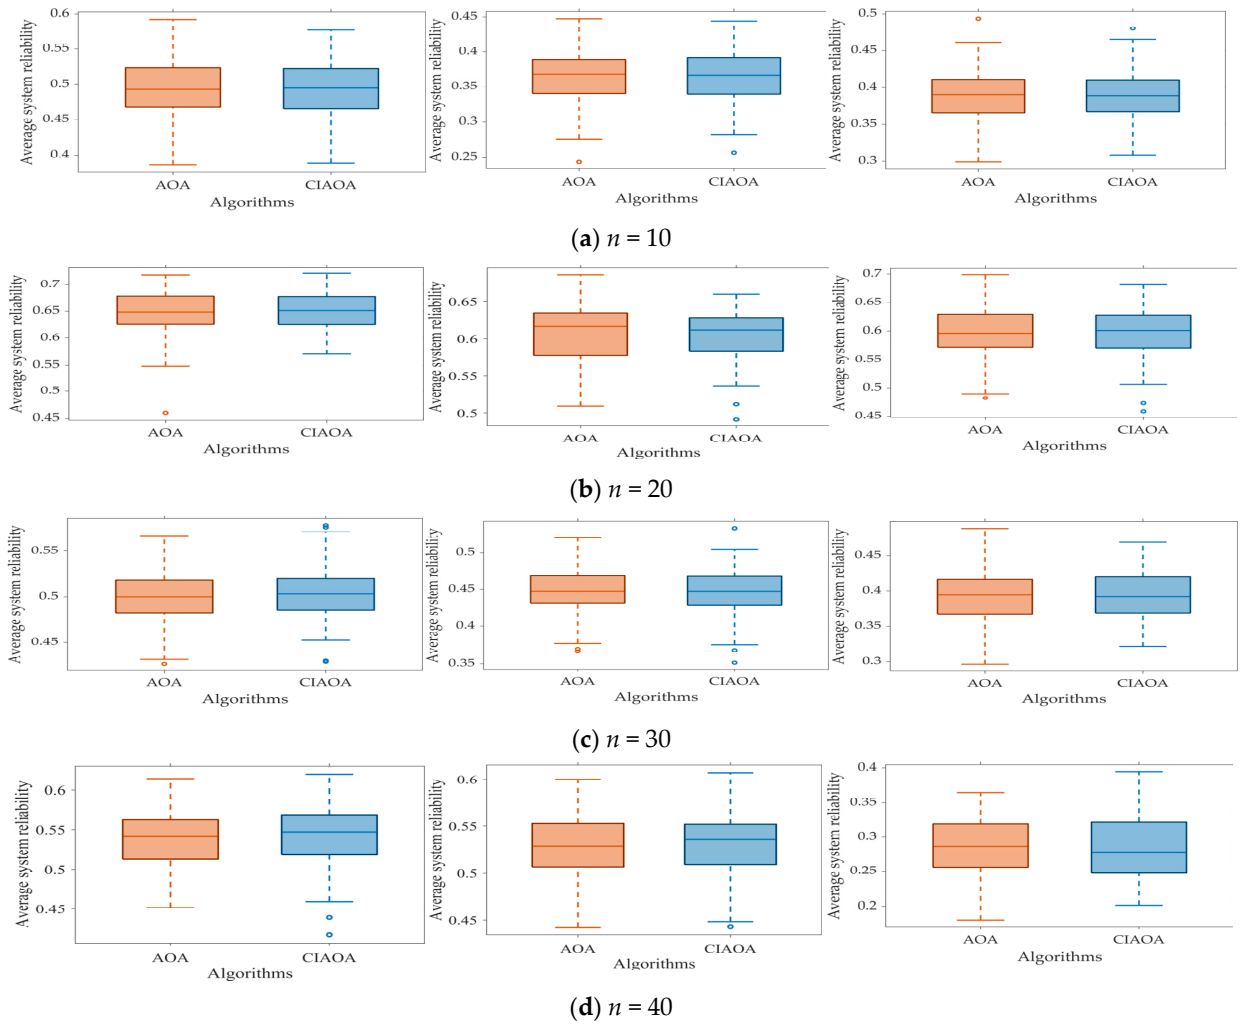 Average system reliability
0.6
0.55
0.5
0.45
0.4
AOA
CIAOA
Algorithms
Average system reliability
0.45
0.4
0.35
0.3
0.25
AOA
CIAOA
Algorithms
Average system reliability
0.5
0.45
0.4
0.35
0.3
AOA
CIAOA
Algorithms
(a) n = 10
Average system reliability
0.7
0.65
0.6
0.55
0.5
0.45
AOA
CIAOA
Algorithms
Average system reliability
0.65
0.6
0.55
0.5
AOA
CIAOA
Algorithms
Average system reliability
0.7
0.65
0.6
0.55
0.5
0.45
AOA
CIAOA
Algorithms
(b) n = 20
Average system reliability
0.55
0.5
0.45
AOA
CIAOA
Algorithms
Average system reliability
0.5
0.45
0.4
0.35
AOA
CIAOA
Algorithms
Average system reliability
0.45
0.4
0.35
0.3
AOA
CIAOA
Algorithms
(c) n = 30
Average system reliability
0.6
0.55
0.5
0.45
AOA
CIAOA
Algorithms
Average system reliability
0.6
0.55
0.5
0.45
AOA
CIAOA
Algorithms
Average system reliability
0.4
0.35
0.3
0.25
0.2
AOA
CIAOA
Algorithms
(d) n = 40